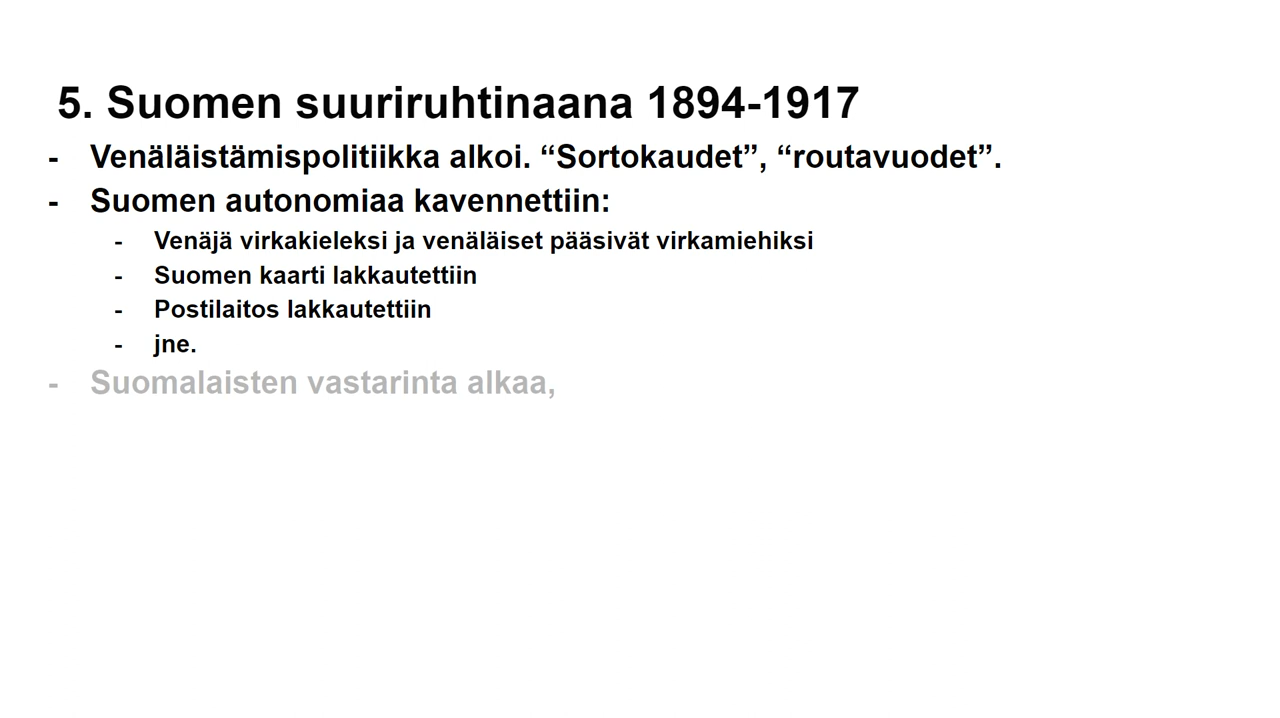 5. Suomen suuriruhtinaana 1894-1917
- Venäläistämispolitiikka alkoi. “Sortokaudet”, “routavuodet”.
- Suomen autonomiaa kavennettiin:
- Venäjä virkakieleksi ja venäläiset pääsivät virkamiehiksi
- Suomen kaarti lakkautettiin
- Postilaitos lakkautettiin
- jne.
- Suomalaisten vastarinta alkaa,